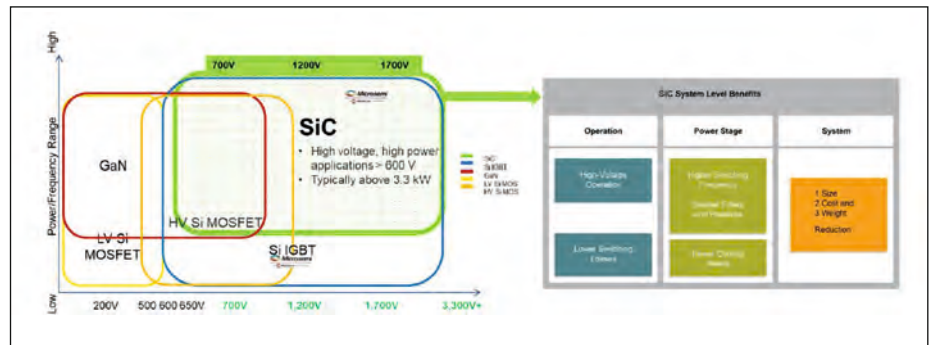 High
Power/Frequency Range
Low
700V
1200V
1700V
Microsemi
SiC
• High voltage, high power
applications > 600 V
• Typically above 3.3 kW
GaN
HV Si MOSFET
LV Si
MOSFET
Si IGBT
Microsemi
SiC
Si IGBT
GaN
LV Si MOS
HV Si MOS
200V
500 600 650V
700V
1,200V
1,700V
3,300V+
SiC System Level Benefits
Operation
Power Stage
System
High-Voltage
Operation
Lower Switching
Losses
Higher Switching
Frequency
Smaller Filters
and Passives
Lower Cooling
Needs
1 Size
2 Cost and
3 Weight
Reduction